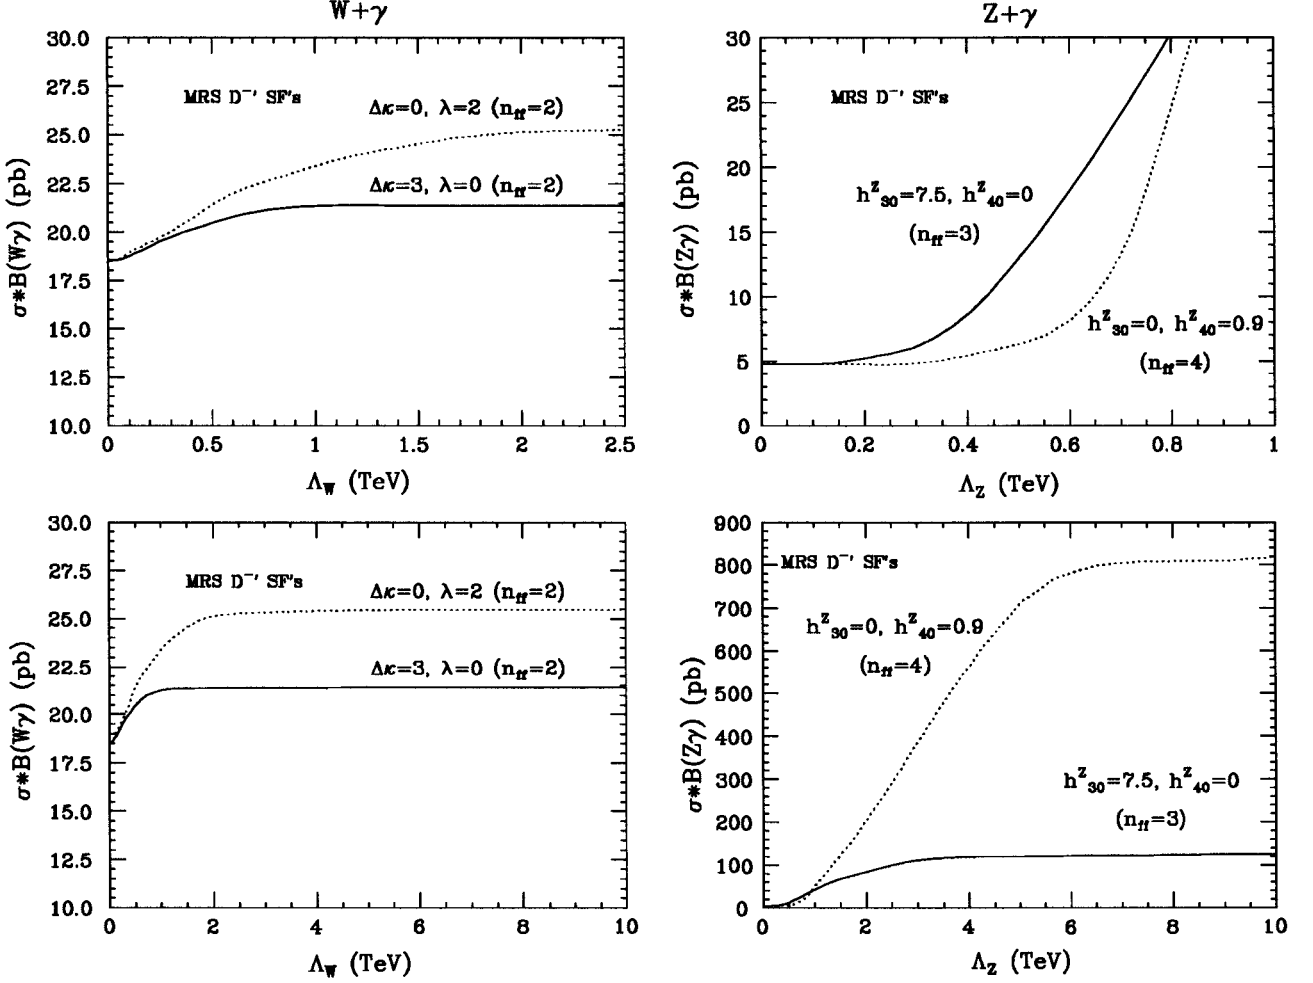 W+γ
30.0
27.5
25.0
22.5
20.0
17.5
15.0
12.5
10.0
σ*B(Wγ) (pb)
MRS D⁻' SF's
Δκ=0, λ=2 (n_ff=2)
Δκ=3, λ=0 (n_ff=2)
0 0.5 1 1.5 2 2.5
Λ_W (TeV)
Z+γ
30
25
20
15
10
5
0
σ*B(Zγ) (pb)
MRS D⁻' SF's
h^Z_30=7.5, h^Z_40=0
(n_ff=3)
h^Z_30=0, h^Z_40=0.9
(n_ff=4)
0 0.2 0.4 0.6 0.8 1
Λ_Z (TeV)
30.0
27.5
25.0
22.5
20.0
17.5
15.0
12.5
10.0
σ*B(Wγ) (pb)
MRS D⁻' SF's
Δκ=0, λ=2 (n_ff=2)
Δκ=3, λ=0 (n_ff=2)
0 2 4 6 8 10
Λ_W (TeV)
900
800
700
600
500
400
300
200
100
0
σ*B(Zγ) (pb)
MRS D⁻' SF's
h^Z_30=0, h^Z_40=0.9
(n_ff=4)
h^Z_30=7.5, h^Z_40=0
(n_ff=3)
0 2 4 6 8 10
Λ_Z (TeV)